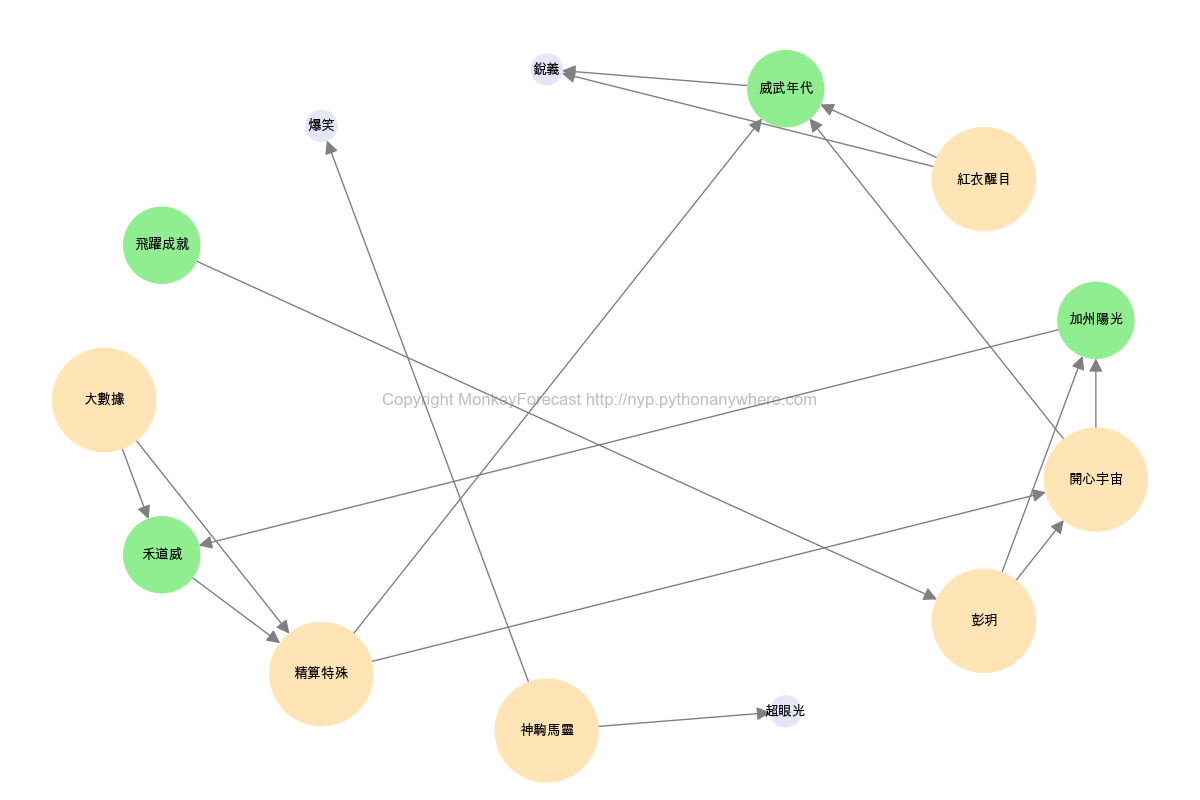 銳義
威武年代
爆笑
紅衣醒目
飛躍成就
加州陽光
大數據
Copyright MonkeyForecast http://nyp.pythonanywhere.com
開心宇宙
禾道威
彭玥
精算特殊
超眼光
神駒馬靈